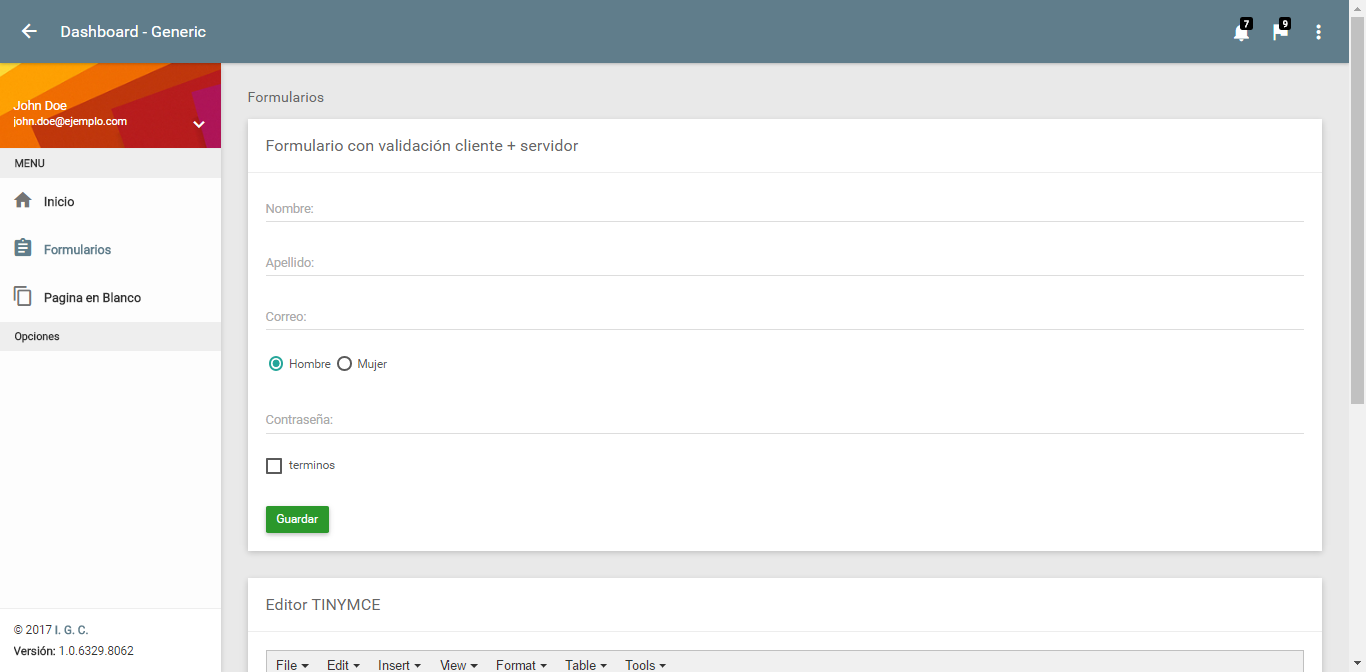 Dashboard - Generic
7
9
John Doe
john.doe@ejemplo.com
MENU
Inicio
Formularios
Pagina en Blanco
Opciones
© 2017 I. G. C.
Versión: 1.0.6329.8062
Formularios
Formulario con validación cliente + servidor
Nombre:
Apellido:
Correo:
Hombre Mujer
Contraseña:
terminos
Guardar
Editor TINYMCE
File Edit Insert View Format Table Tools